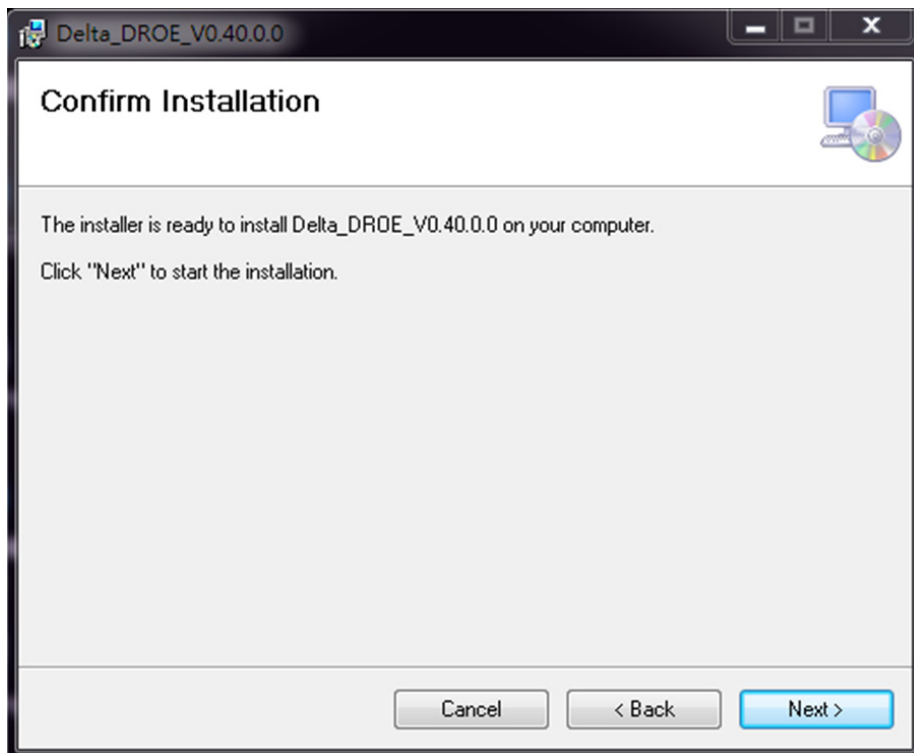 Delta_DROE_V0.40.0.0
Confirm Installation
The installer is ready to install Delta_DROE_V0.40.0.0 on your computer.
Click "Next" to start the installation.
Cancel
< Back
Next >